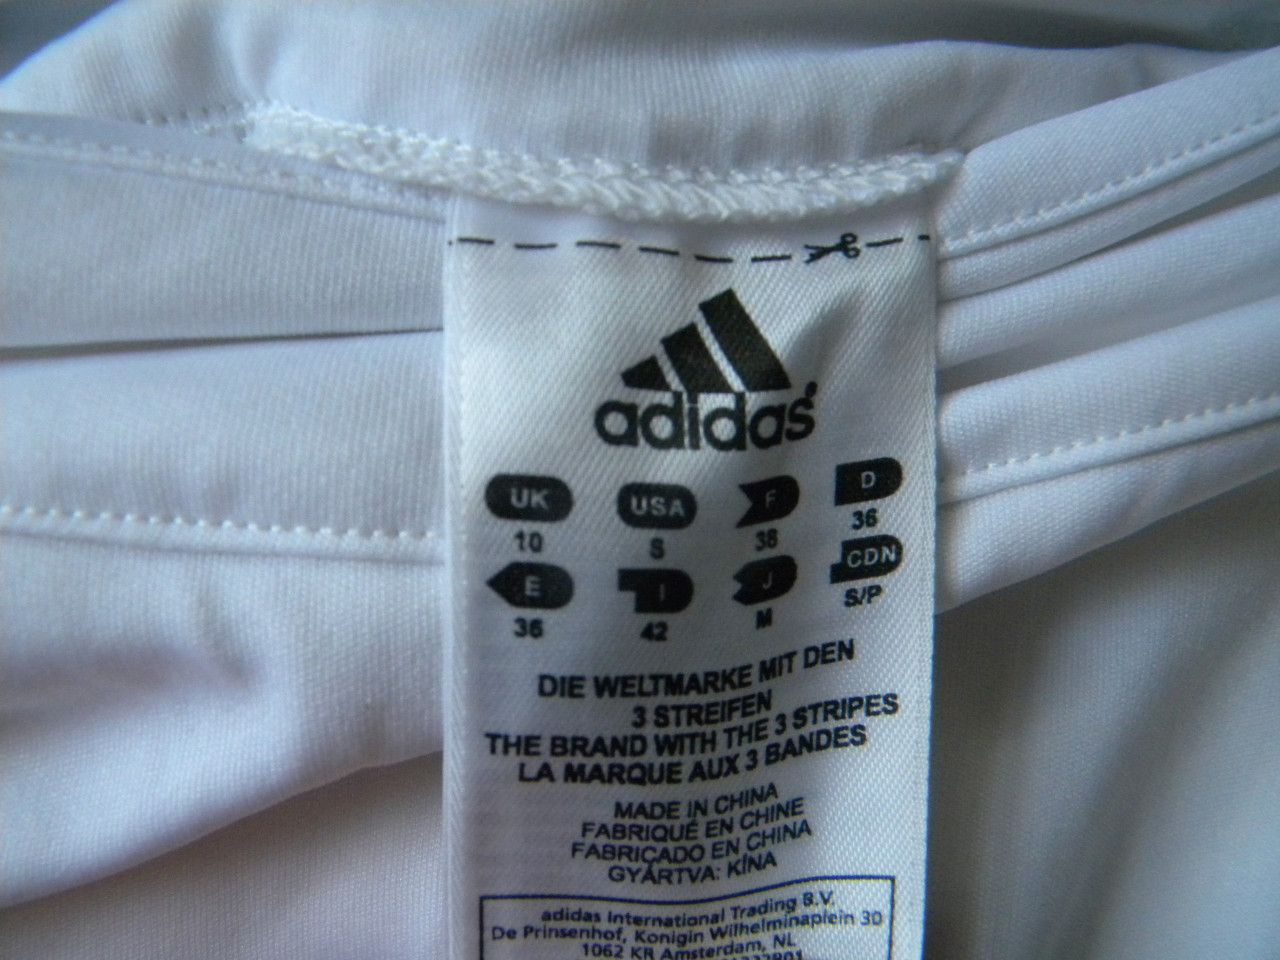 adidas
UK USA F D
10 S 38 36
E I J CDN
36 42 M S/P
DIE WELTMARKE MIT DEN
3 STREIFEN
THE BRAND WITH THE 3 STRIPES
LA MARQUE AUX 3 BANDES
MADE IN CHINA
FABRIQUÉ EN CHINE
FABRICADO EN CHINA
GYÁRTVA: KÍNA
adidas International Trading B.V.
De Prinsenhof, Konigin Wilhelminaplein 30
1062 KR Amsterdam, NL